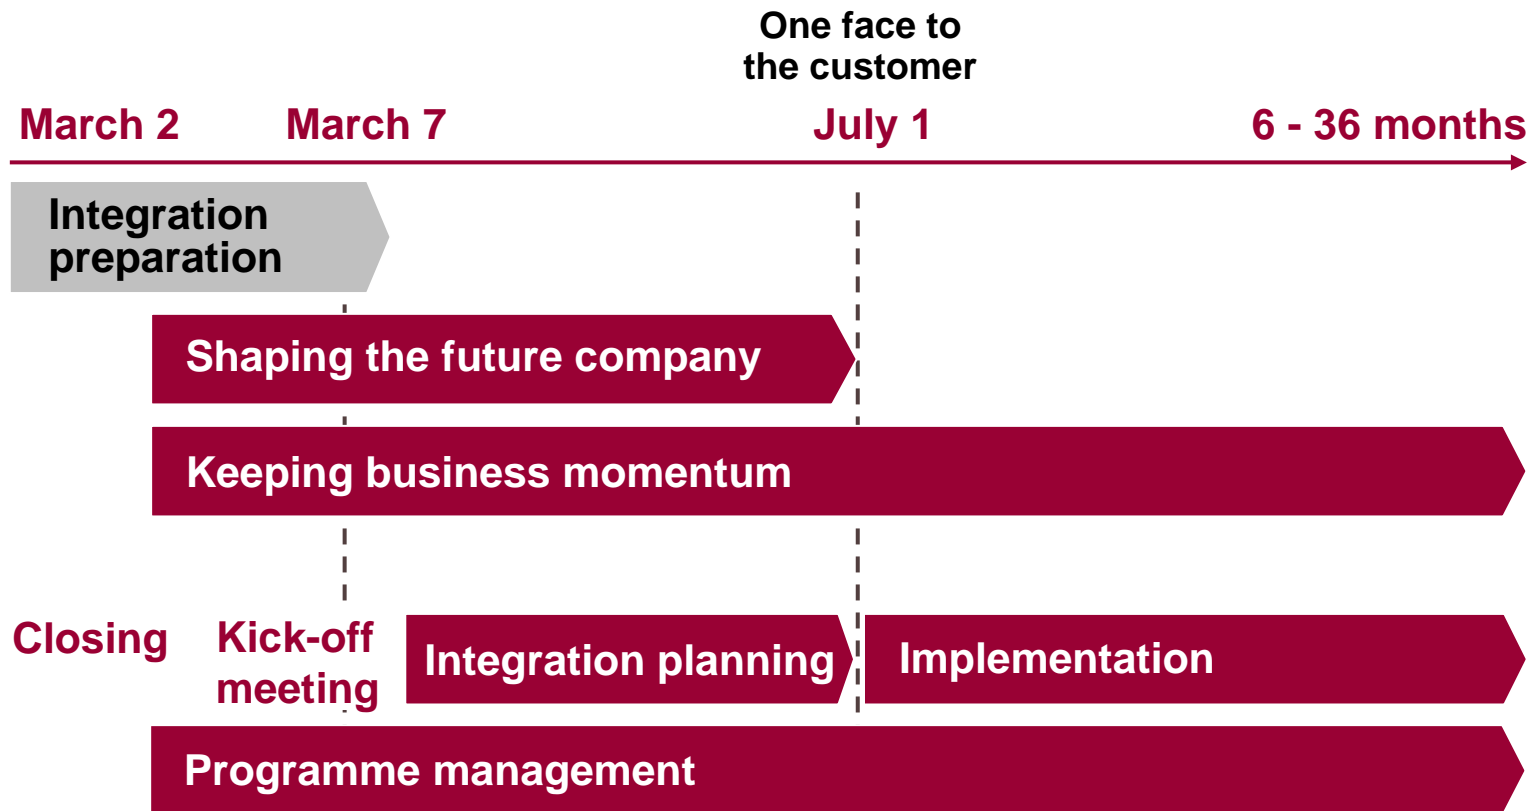 One face to
the customer
March 2
March 7
July 1
6 - 36 months
Integration
preparation
Shaping the future company
Keeping business momentum
Closing
Kick-off
meeting
Integration planning
Implementation
Programme management